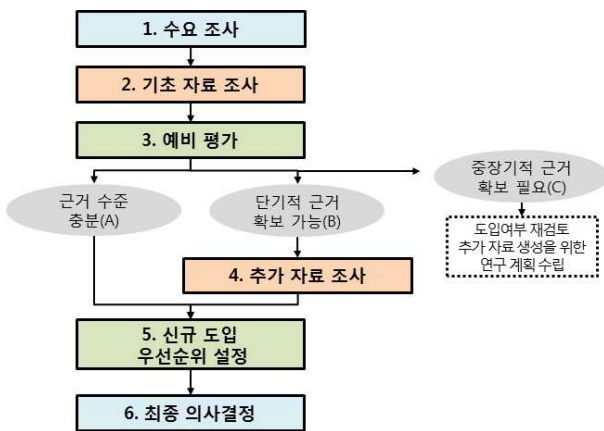 1. 수요 조사
2. 기초 자료 조사
3. 예비 평가
근거 수준
충분(A)
단기적 근거
확보 가능(B)
중장기적 근거
확보 필요(C)
도입여부 재검토
추가 자료 생성을 위한
연구 계획 수립
4. 추가 자료 조사
5. 신규 도입
우선순위 설정
6. 최종 의사결정